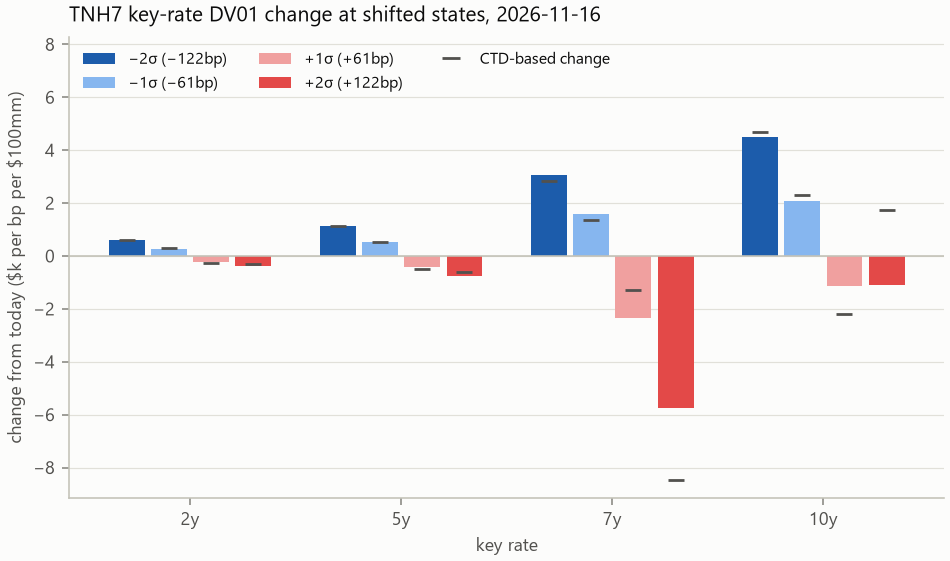 TNH7 key-rate DV01 change at shifted states, 2026-11-16
−2σ (−122bp)
−1σ (−61bp)
+1σ (+61bp)
+2σ (+122bp)
CTD-based change
change from today ($k per bp per $100mm)
8
6
4
2
0
−2
−4
−6
−8
2y
5y
7y
10y
key rate